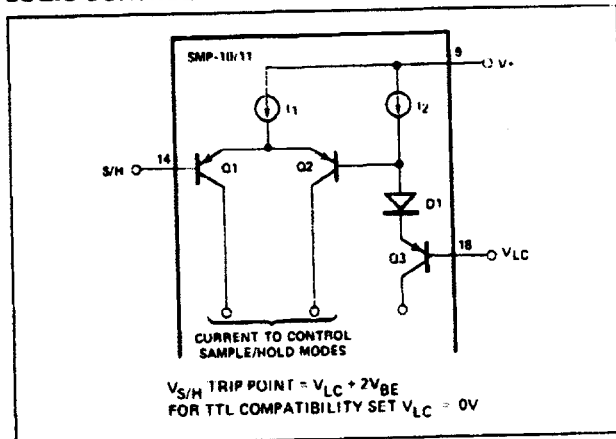 SMP-10/11
9
V+
I1
I2
14
S/H
Q1
Q2
D1
18
VLC
Q3
CURRENT TO CONTROL
SAMPLE/HOLD MODES
VS/H TRIP POINT = VLC + 2VBE
FOR TTL COMPATIBILITY SET VLC = 0V